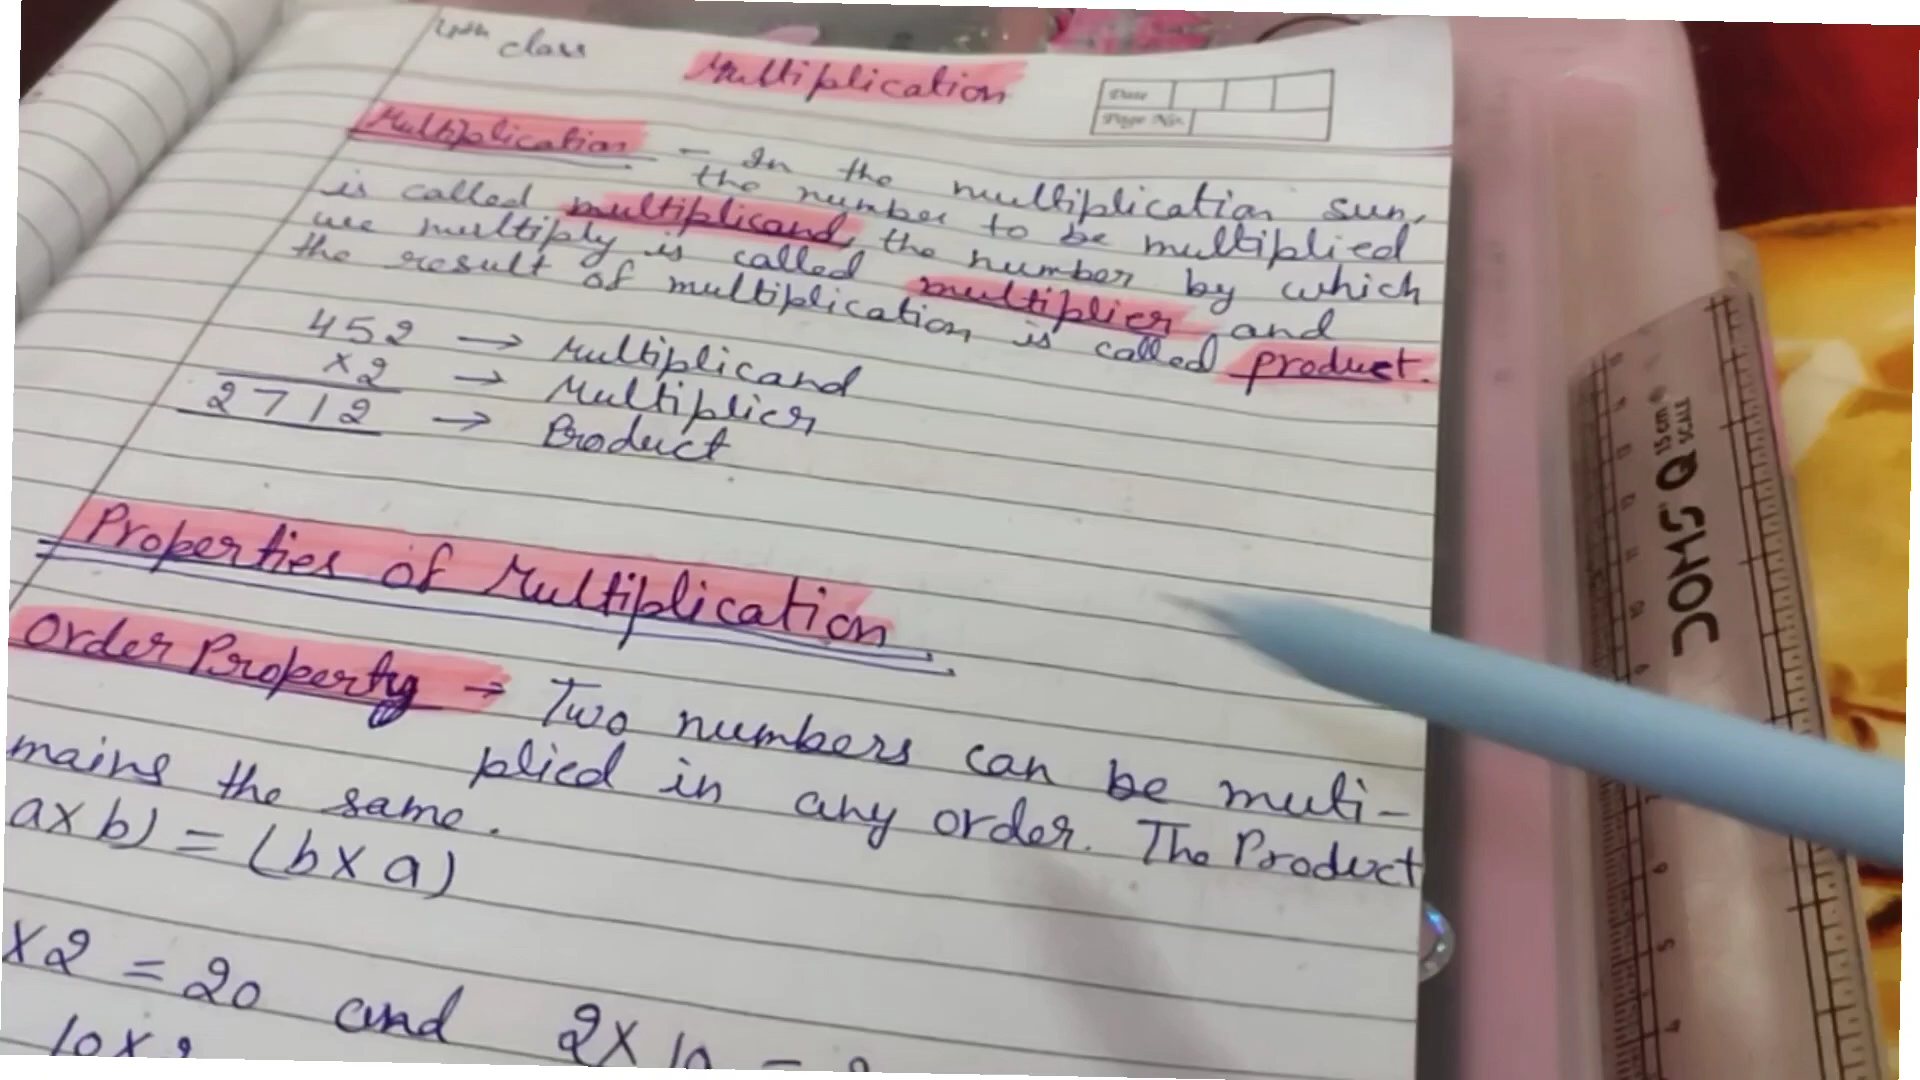 class
Multiplication
Date
Page No.
Multiplication - In the multiplication sum,
the number to be multiplied
is called multiplicand, the number by which
we multiply is called multiplier and
the result of multiplication is called product.
452 → Multiplicand
×2 → Multiplier
2712 → Product
Properties of Multiplication
Order Property → Two numbers can be muti-
plied in any order. The Product
mains the same.
a×b) = (b×a)
×2 = 20 and 2×10 =
10×2
DOMS Q 15 cm SCALE